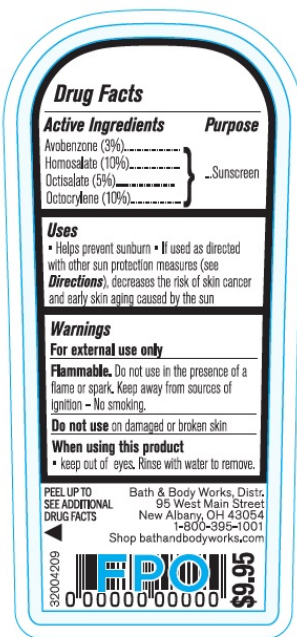 Drug Facts
Active Ingredients Purpose
Avobenzone (3%)
Homosalate (10%)
Octisalate (5%)
Octocrylene (10%)
...Sunscreen
Uses
▪ Helps prevent sunburn ▪ If used as directed
with other sun protection measures (see
Directions), decreases the risk of skin cancer
and early skin aging caused by the sun
Warnings
For external use only
Flammable. Do not use in the presence of a
flame or spark. Keep away from sources of
ignition – No smoking.
Do not use on damaged or broken skin
When using this product
▪ keep out of eyes. Rinse with water to remove.
PEEL UP TO
SEE ADDITIONAL
DRUG FACTS
Bath & Body Works, Distr.
95 West Main Street
New Albany, OH 43054
1-800-395-1001
Shop bathandbodyworks.com
32004209
FPO
0 00000 00000 0
$9.95